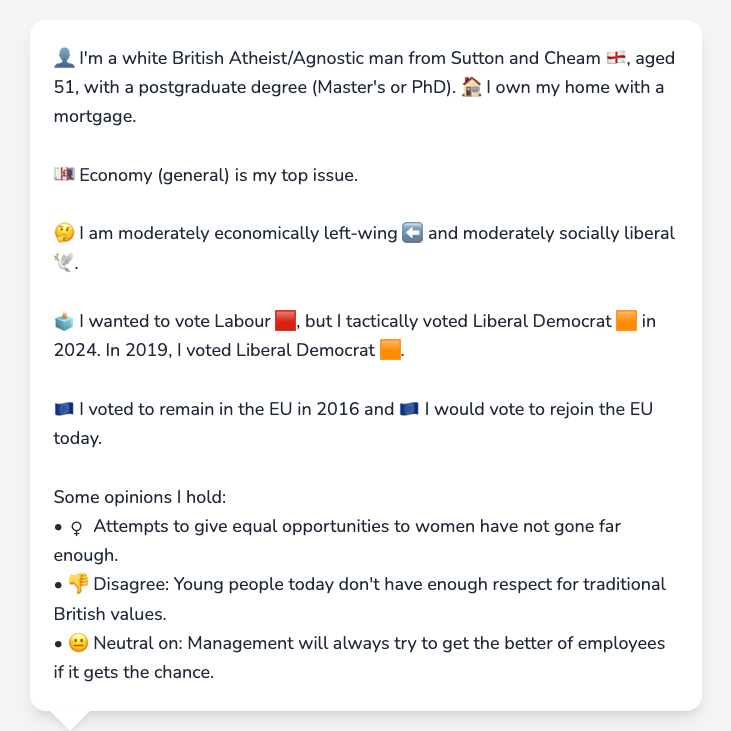 👤 I'm a white British Atheist/Agnostic man from Sutton and Cheam 🏴󠁧󠁢󠁥󠁮󠁧󠁿, aged
51, with a postgraduate degree (Master's or PhD). 🏠 I own my home with a
mortgage.
💷 Economy (general) is my top issue.
🤔 I am moderately economically left-wing ⬅️ and moderately socially liberal
🕊️.
🗳️ I wanted to vote Labour 🟥, but I tactically voted Liberal Democrat 🟧 in
2024. In 2019, I voted Liberal Democrat 🟧.
🇪🇺 I voted to remain in the EU in 2016 and 🇪🇺 I would vote to rejoin the EU
today.
Some opinions I hold:
• ♀ Attempts to give equal opportunities to women have not gone far
enough.
• 👎 Disagree: Young people today don't have enough respect for traditional
British values.
• 😐 Neutral on: Management will always try to get the better of employees
if it gets the chance.